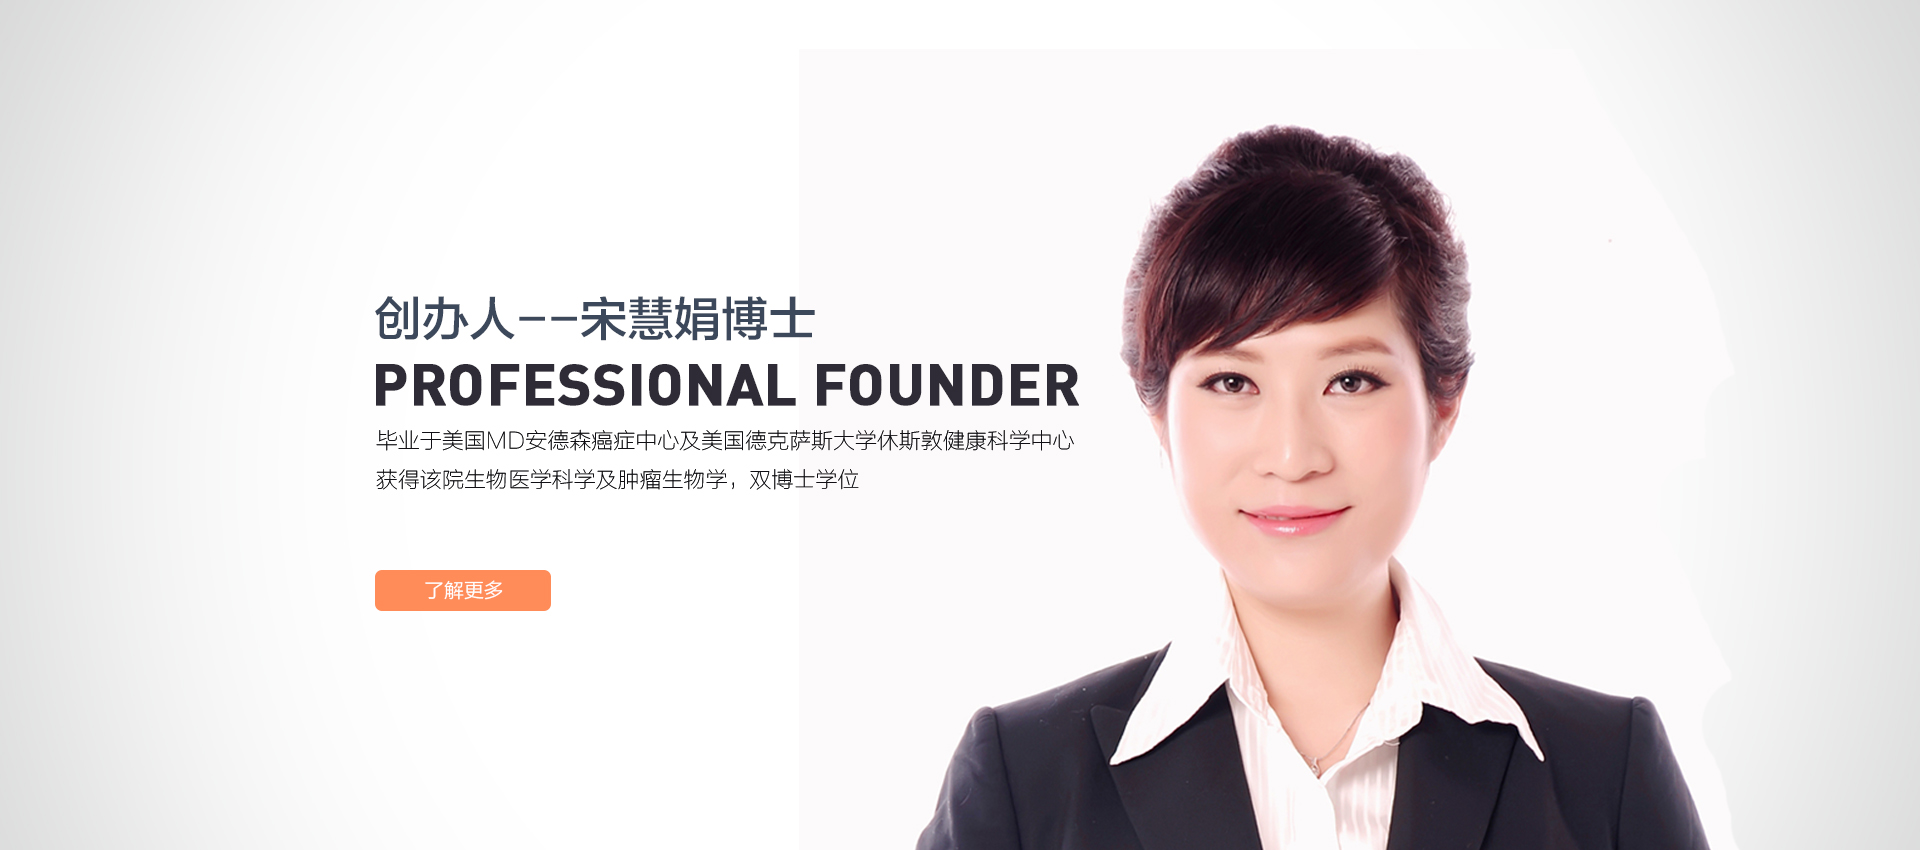 创办人--宋慧娟博士
PROFESSIONAL FOUNDER
毕业于美国MD安德森癌症中心及美国德克萨斯大学休斯敦健康科学中心
获得该院生物医学科学及肿瘤生物学，双博士学位
了解更多